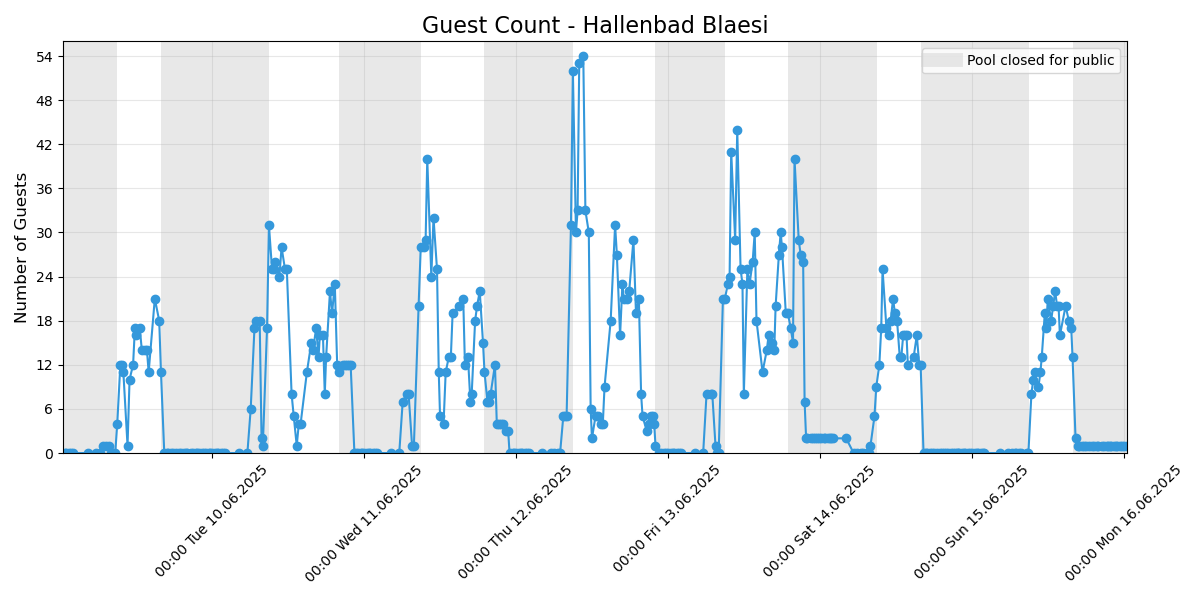 Guest Count - Hallenbad Blaesi
Pool closed for public
Number of Guests
54
48
42
36
30
24
18
12
6
0
00:00 Tue 10.06.2025
00:00 Wed 11.06.2025
00:00 Thu 12.06.2025
00:00 Fri 13.06.2025
00:00 Sat 14.06.2025
00:00 Sun 15.06.2025
00:00 Mon 16.06.2025